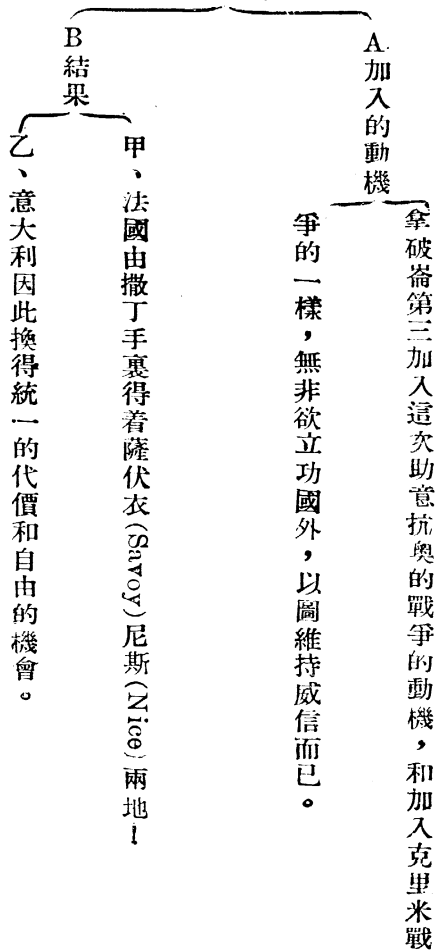 A加入的動機
拿破崙第三加入這次助意抗奧的戰爭的動機，和加入克里米戰
爭的一樣，無非欲立功國外，以圖維持威信而已。
B結果
甲、法國由撒丁手裏得着薩伏衣(Savoy)尼斯(Nice)兩地！
乙、意大利因此換得統一的代價和自由的機會。